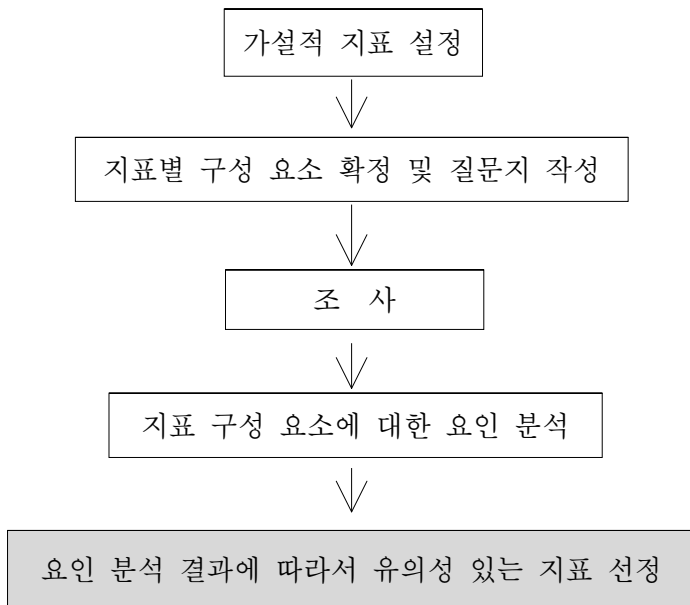 가설적 지표 설정
지표별 구성 요소 확정 및 질문지 작성
조 사
지표 구성 요소에 대한 요인 분석
요인 분석 결과에 따라서 유의성 있는 지표 선정